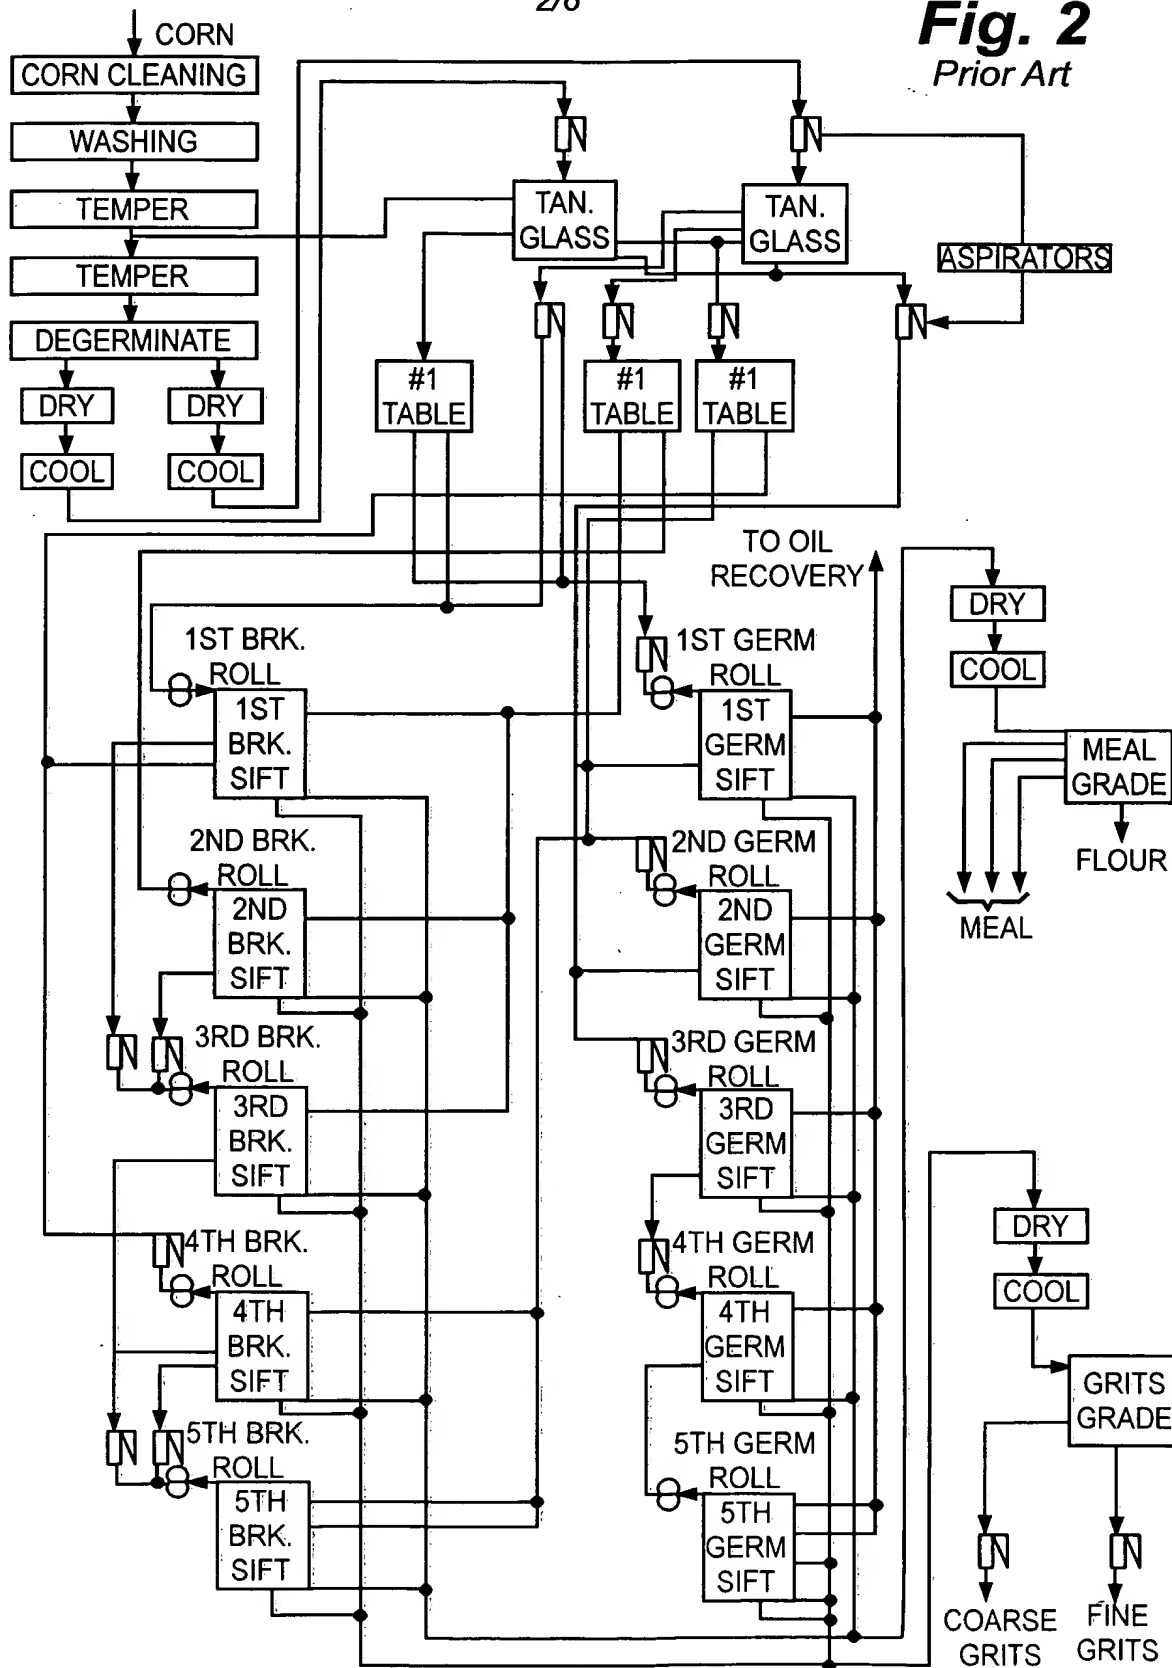 2/8
Fig. 2
Prior Art
CORN
CORN CLEANING
WASHING
TEMPER
TEMPER
DEGERMINATE
DRY
DRY
COOL
COOL
TAN.
GLASS
TAN.
GLASS
ASPIRATORS
#1
TABLE
#1
TABLE
#1
TABLE
TO OIL
RECOVERY
1ST BRK.
ROLL
1ST
BRK.
SIFT
2ND BRK.
ROLL
2ND
BRK.
SIFT
3RD BRK.
ROLL
3RD
BRK.
SIFT
4TH BRK.
ROLL
4TH
BRK.
SIFT
5TH BRK.
ROLL
5TH
BRK.
SIFT
1ST GERM
ROLL
1ST
GERM
SIFT
2ND GERM
ROLL
2ND
GERM
SIFT
3RD GERM
ROLL
3RD
GERM
SIFT
4TH GERM
ROLL
4TH
GERM
SIFT
5TH GERM
ROLL
5TH
GERM
SIFT
DRY
COOL
MEAL
GRADE
FLOUR
MEAL
DRY
COOL
GRITS
GRADE
COARSE
GRITS
FINE
GRITS